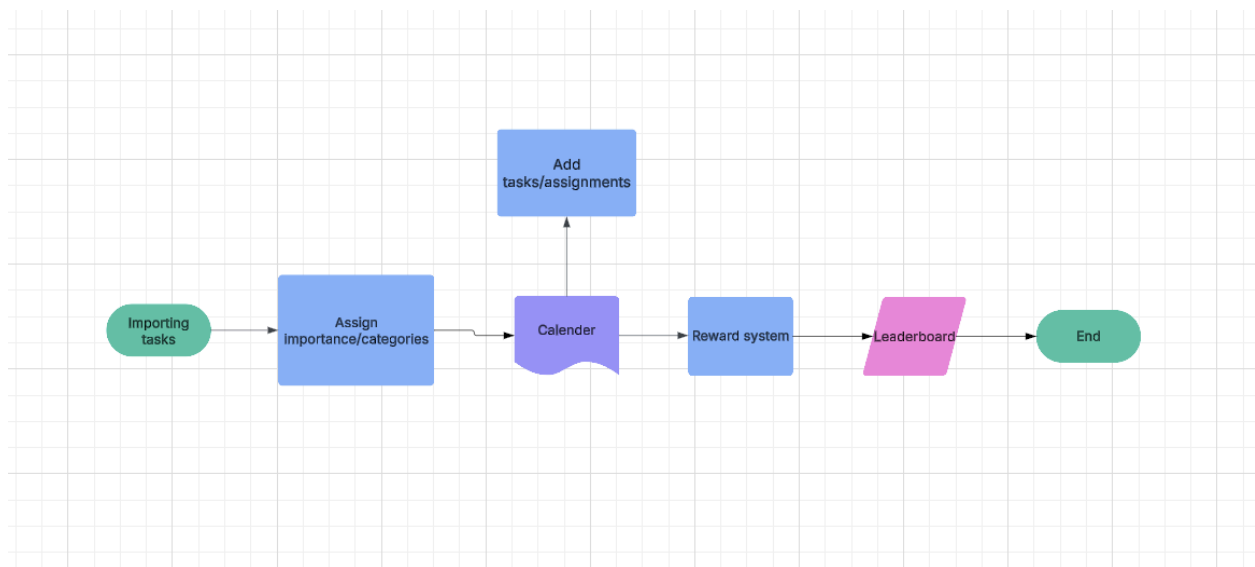 Add
tasks/assignments
Importing
tasks
Assign
importance/categories
Calender
Reward system
Leaderboard
End